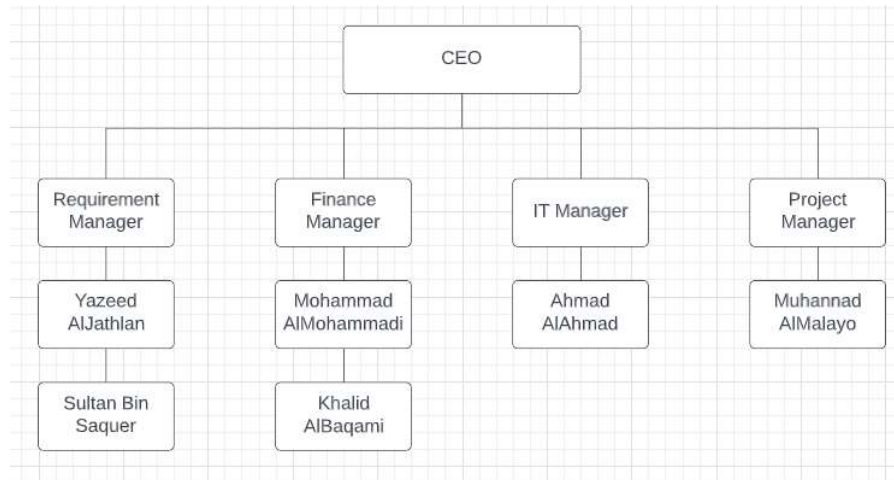 CEO
Requirement
Manager
Finance
Manager
IT Manager
Project
Manager
Yazeed
AlJathlan
Mohammad
AlMohammadi
Ahmad
AlAhmad
Muhannad
AlMalayo
Sultan Bin
Saquer
Khalid
AlBaqami